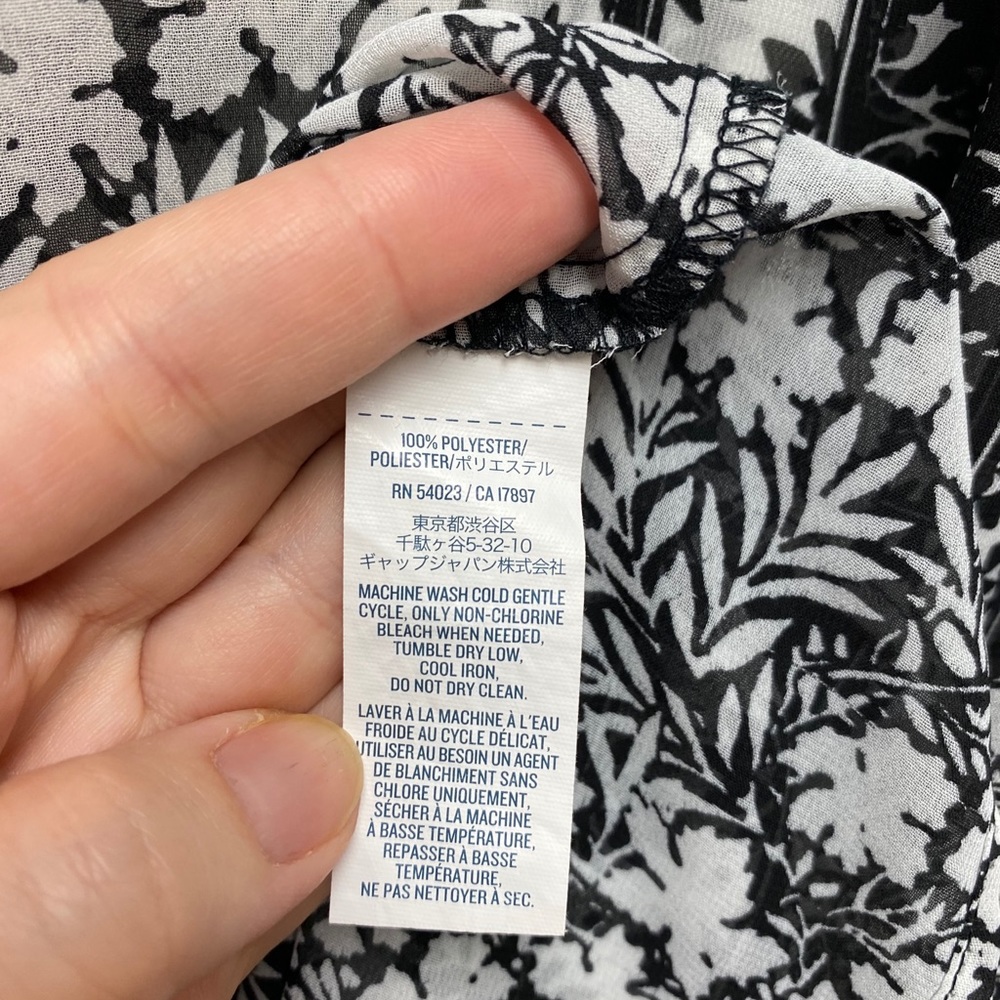 100% POLYESTER/
POLIESTER/ポリエステル
RN 54023 / CA 17897
東京都渋谷区
千駄ヶ谷5-32-10
ギャップジャパン株式会社
MACHINE WASH COLD GENTLE
CYCLE, ONLY NON-CHLORINE
BLEACH WHEN NEEDED,
TUMBLE DRY LOW,
COOL IRON,
DO NOT DRY CLEAN.
LAVER À LA MACHINE À L'EAU
FROIDE AU CYCLE DÉLICAT,
UTILISER AU BESOIN UN AGENT
DE BLANCHIMENT SANS
CHLORE UNIQUEMENT,
SÉCHER À LA MACHINE
À BASSE TEMPÉRATURE,
REPASSER À BASSE
TEMPÉRATURE,
NE PAS NETTOYER À SEC.